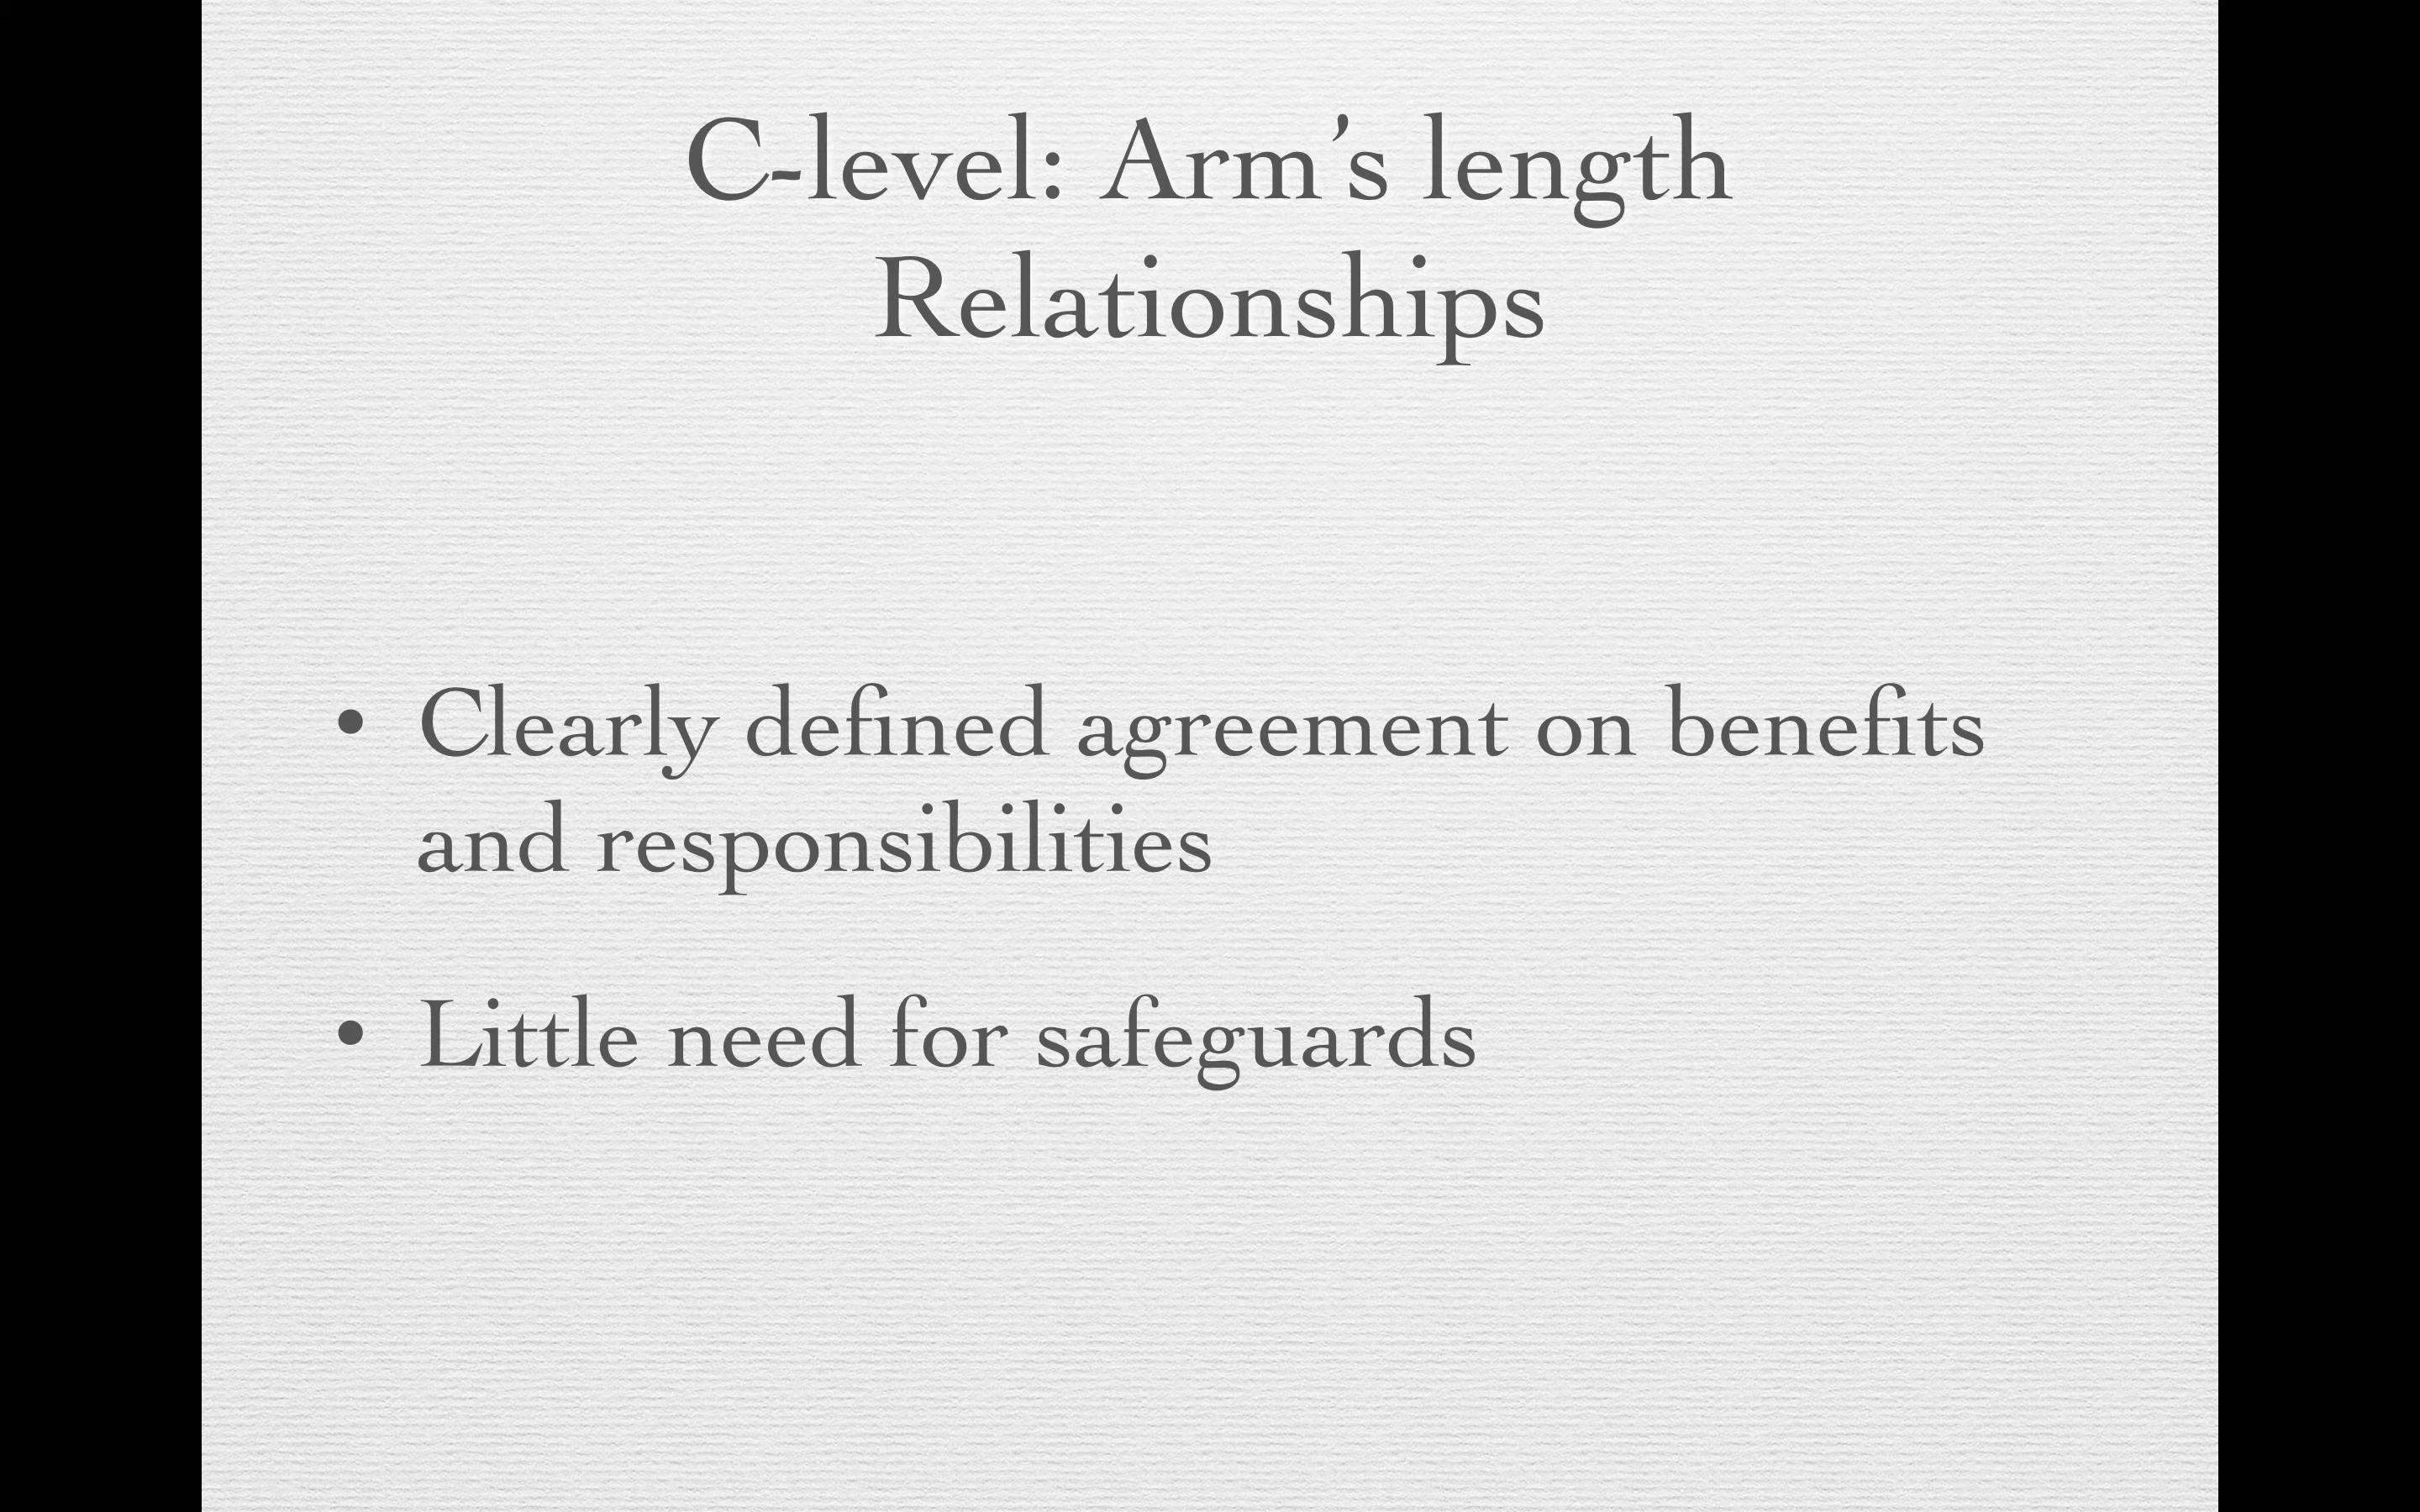 C-level: Arm’s length
Relationships
• Clearly defined agreement on benefits
and responsibilities
• Little need for safeguards